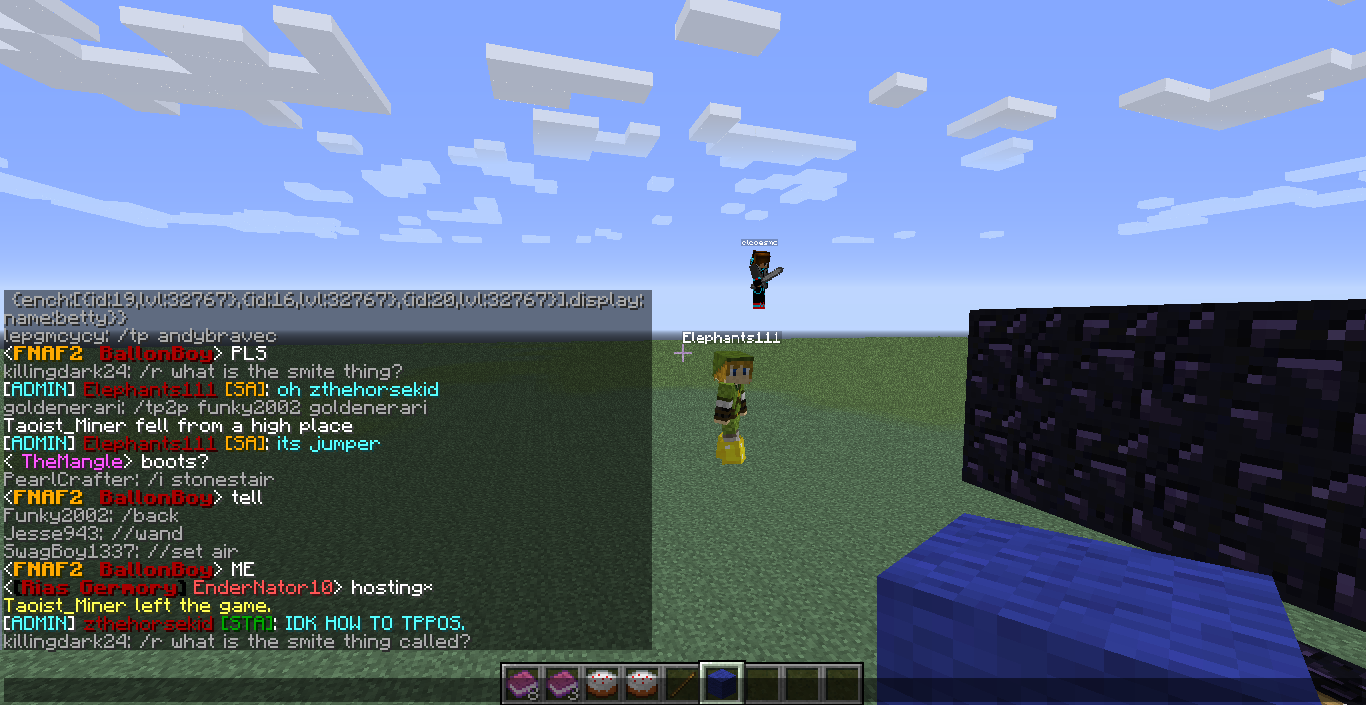 cleoasmc
Elephants111
{ench:[{id:19,lvl:32767},{id:16,lvl:32767},{id:20,lvl:32767}],display:
name:betty}}
lepgmcycy: /tp andybravec
<FNAF2 BallonBoy> PLS
killingdark24: /r what is the smite thing?
[ADMIN] Elephants111 [SA]: oh zthehorsekid
goldenerari: /tp2p funky2002 goldenerari
Taoist_Miner fell from a high place
[ADMIN] Elephants111 [SA]: its jumper
< TheMangle> boots?
PearlCrafter: /i stonestair
<FNAF2 BallonBoy> tell
Funky2002: /back
Jesse943: //wand
SwagBoy1337: //set air
<FNAF2 BallonBoy> ME
<[Rias Germory] EnderNator10> hosting*
Taoist_Miner left the game.
[ADMIN] zthehorsekid [STA]: IDK HOW TO TPPOS.
killingdark24: /r what is the smite thing called?
8 3